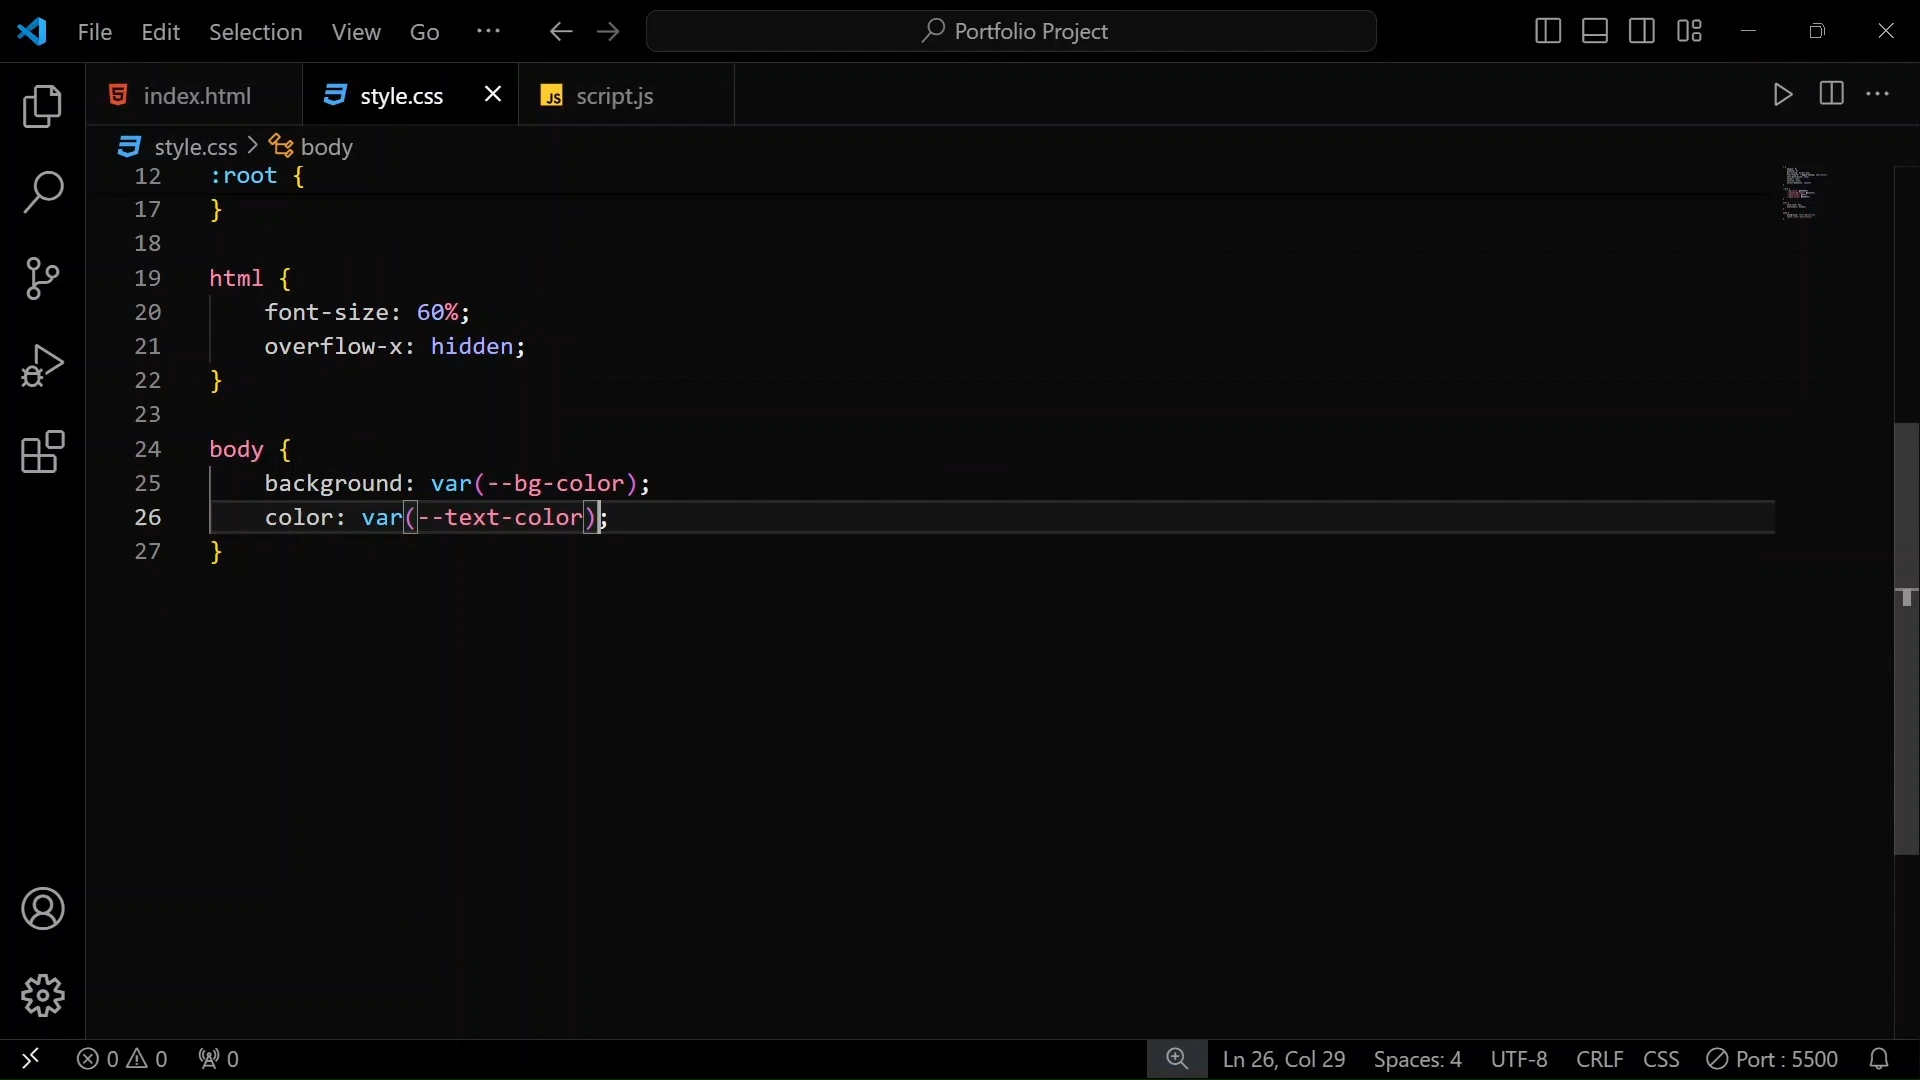 File Edit Selection View Go ··· Portfolio Project
index.html style.css script.js
style.css > body
12 :root {
17 }
18
19 html {
20 font-size: 60%;
21 overflow-x: hidden;
22 }
23
24 body {
25 background: var(--bg-color);
26 color: var(--text-color);
27 }
0 0 0 Ln 26, Col 29 Spaces: 4 UTF-8 CRLF CSS Port : 5500